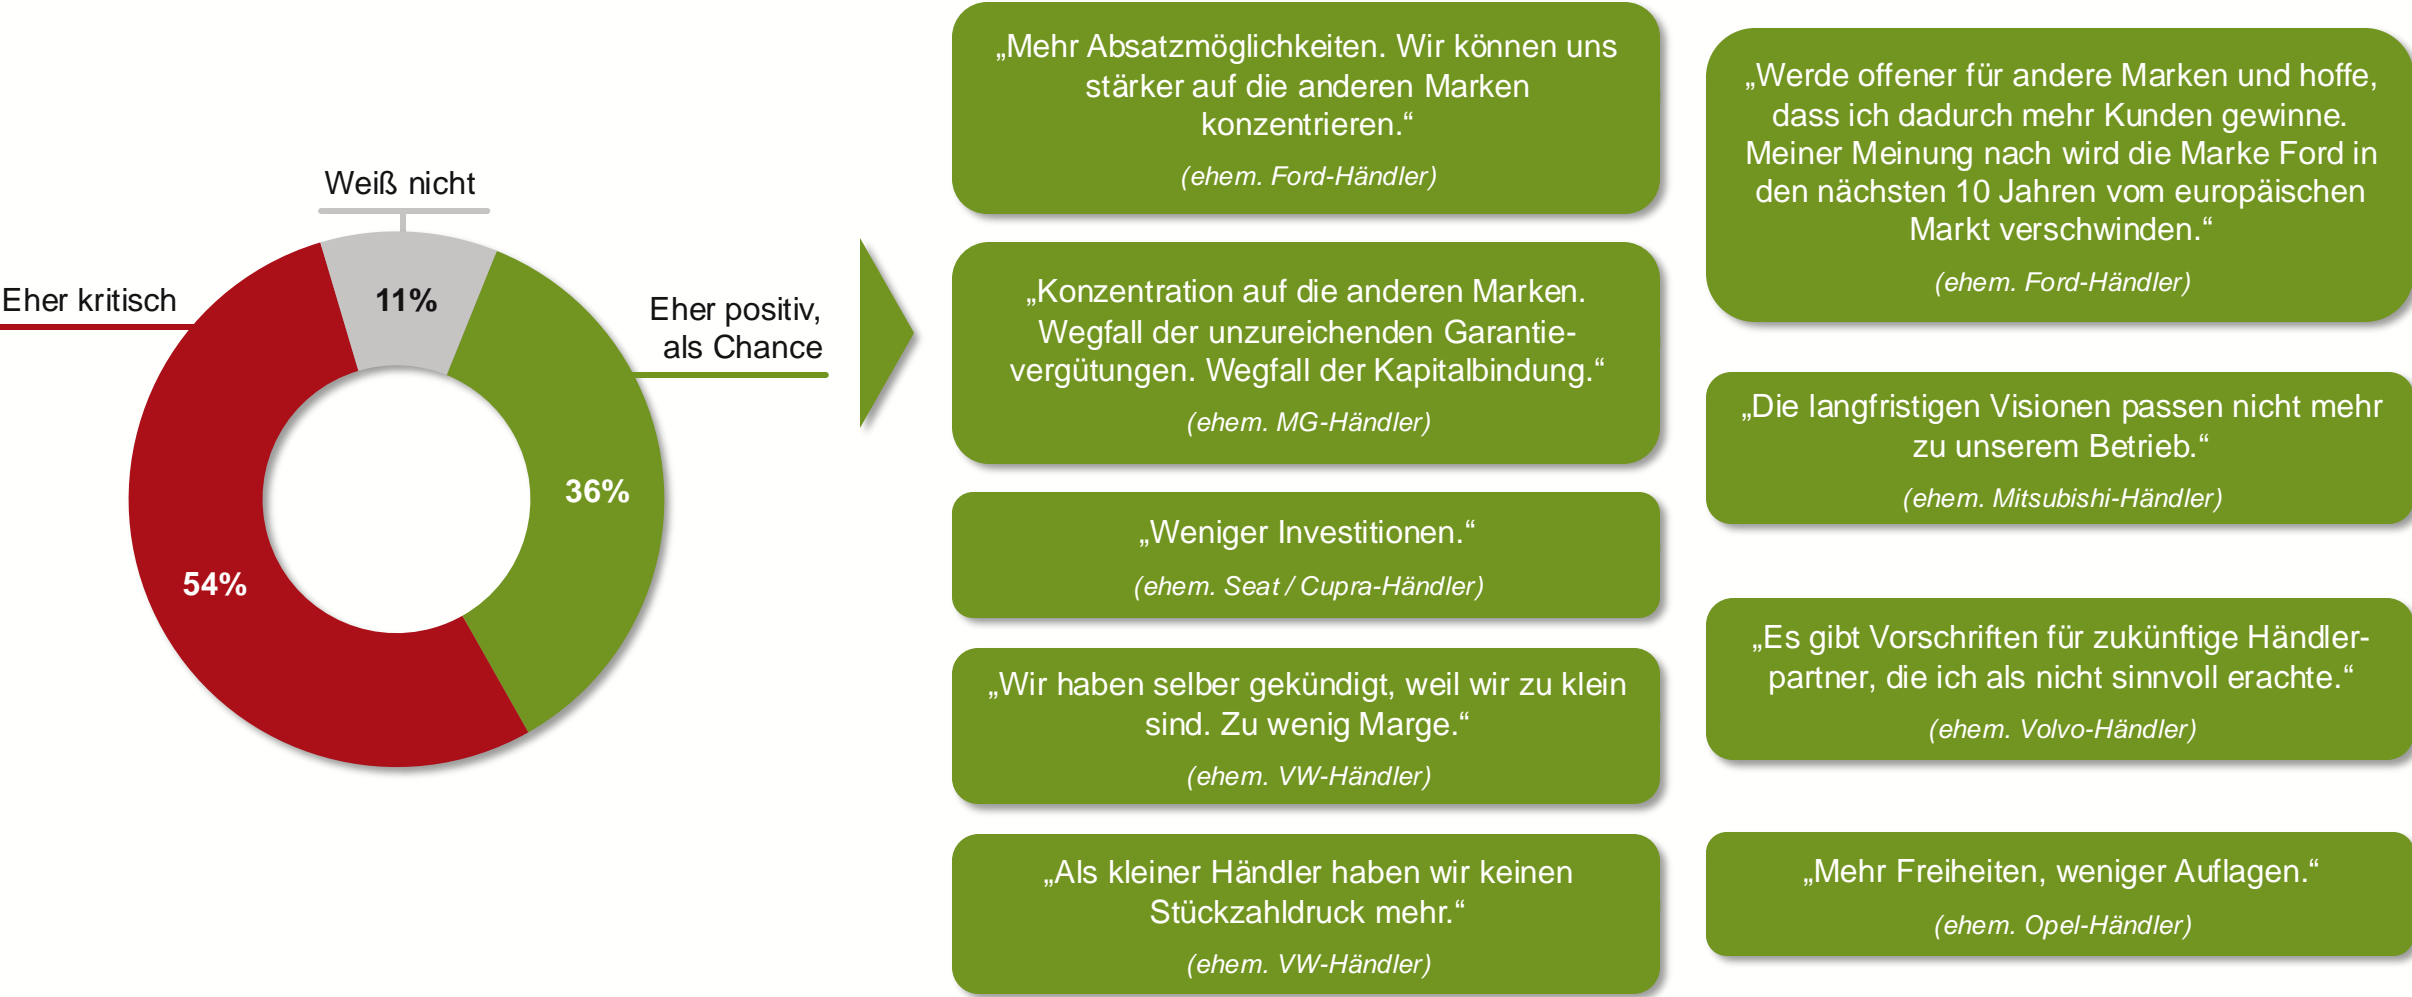 Weiß nicht
11%
Eher kritisch
54%
Eher positiv,
als Chance
36%
„Mehr Absatzmöglichkeiten. Wir können uns
stärker auf die anderen Marken
konzentrieren.“
(ehem. Ford-Händler)
„Konzentration auf die anderen Marken.
Wegfall der unzureichenden Garantie-
vergütungen. Wegfall der Kapitalbindung.“
(ehem. MG-Händler)
„Weniger Investitionen.“
(ehem. Seat / Cupra-Händler)
„Wir haben selber gekündigt, weil wir zu klein
sind. Zu wenig Marge.“
(ehem. VW-Händler)
„Als kleiner Händler haben wir keinen
Stückzahldruck mehr.“
(ehem. VW-Händler)
„Werde offener für andere Marken und hoffe,
dass ich dadurch mehr Kunden gewinne.
Meiner Meinung nach wird die Marke Ford in
den nächsten 10 Jahren vom europäischen
Markt verschwinden.“
(ehem. Ford-Händler)
„Die langfristigen Visionen passen nicht mehr
zu unserem Betrieb.“
(ehem. Mitsubishi-Händler)
„Es gibt Vorschriften für zukünftige Händler-
partner, die ich als nicht sinnvoll erachte.“
(ehem. Volvo-Händler)
„Mehr Freiheiten, weniger Auflagen.“
(ehem. Opel-Händler)